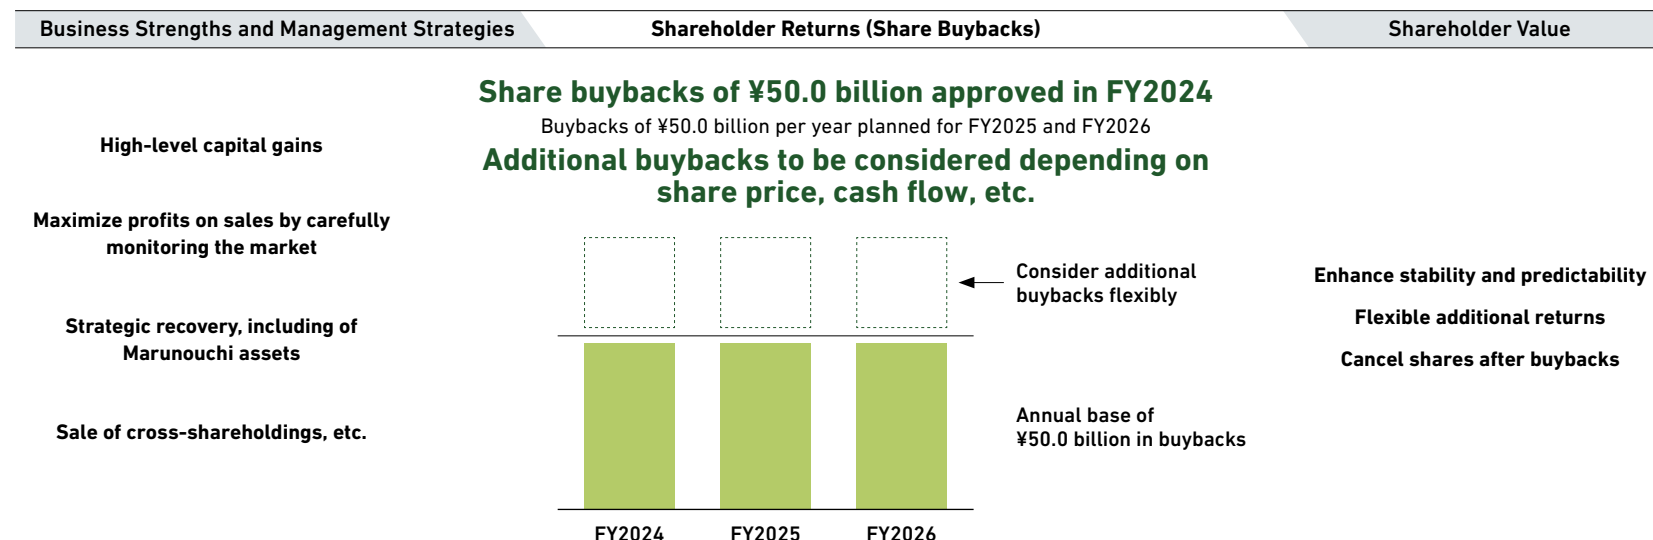 Business Strengths and Management Strategies
Shareholder Returns (Share Buybacks)
Shareholder Value
High-level capital gains
Maximize profits on sales by carefully
monitoring the market
Strategic recovery, including of
Marunouchi assets
Sale of cross-shareholdings, etc.
Share buybacks of ¥50.0 billion approved in FY2024
Buybacks of ¥50.0 billion per year planned for FY2025 and FY2026
Additional buybacks to be considered depending on
share price, cash flow, etc.
Consider additional
buybacks flexibly
Annual base of
¥50.0 billion in buybacks
FY2024
FY2025
FY2026
Enhance stability and predictability
Flexible additional returns
Cancel shares after buybacks